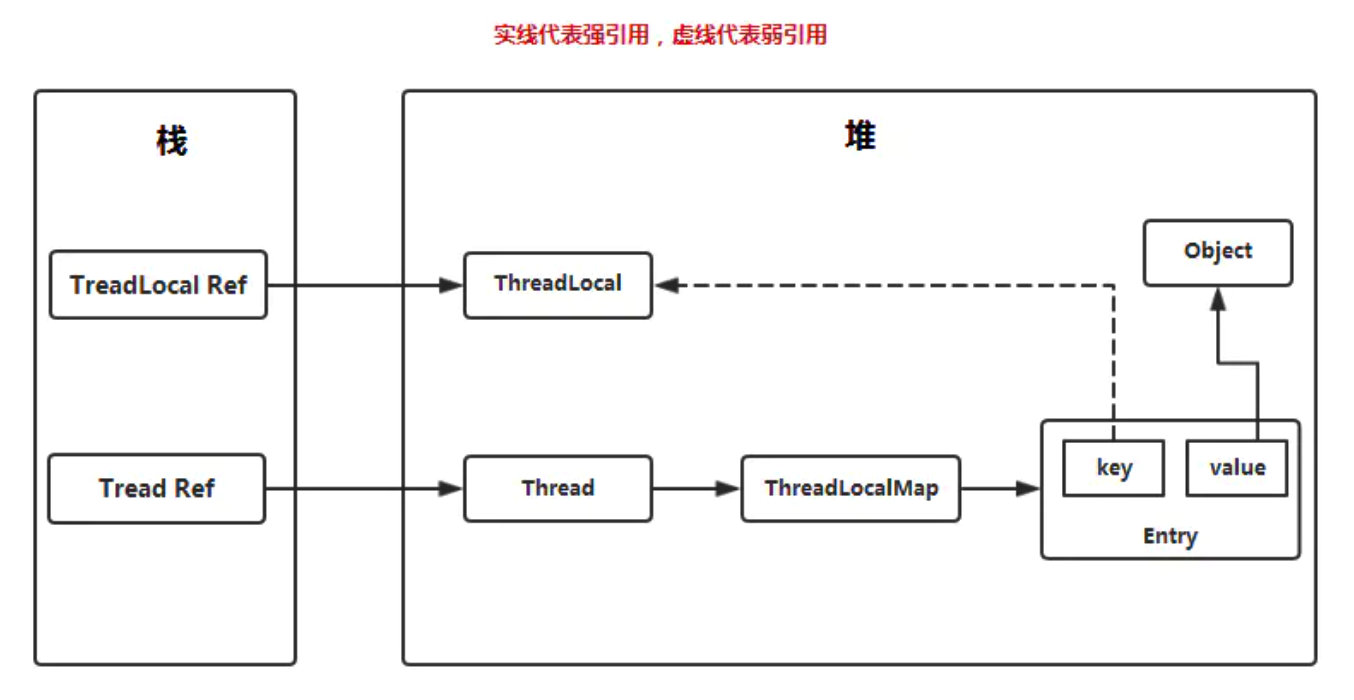 实线代表强引用，虚线代表弱引用
栈
堆
Object
TreadLocal Ref
ThreadLocal
key
value
Tread Ref
Thread
ThreadLocalMap
Entry